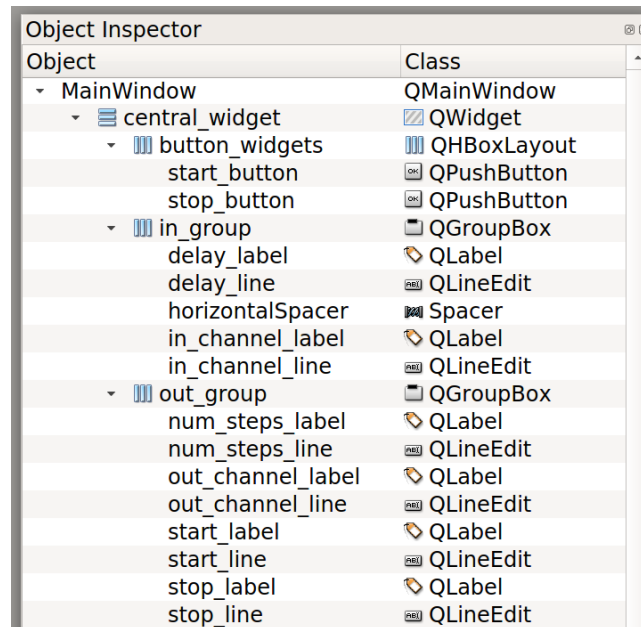 Object Inspector
Object Class
MainWindow QMainWindow
central_widget QWidget
button_widgets QHBoxLayout
start_button QPushButton
stop_button QPushButton
in_group QGroupBox
delay_label QLabel
delay_line QLineEdit
horizontalSpacer Spacer
in_channel_label QLabel
in_channel_line QLineEdit
out_group QGroupBox
num_steps_label QLabel
num_steps_line QLineEdit
out_channel_label QLabel
out_channel_line QLineEdit
start_label QLabel
start_line QLineEdit
stop_label QLabel
stop_line QLineEdit